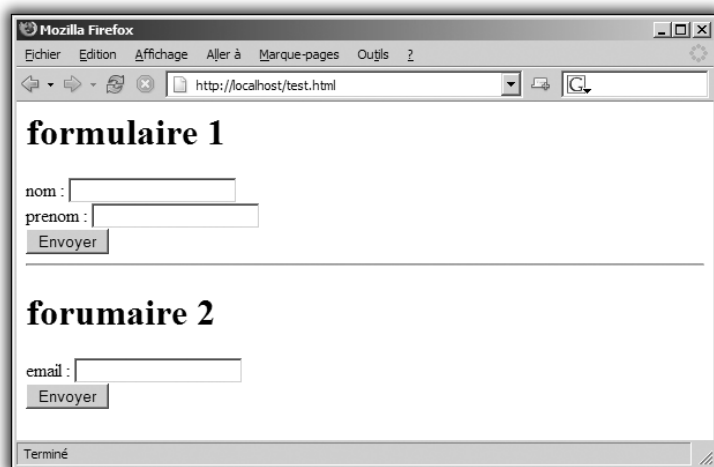 Mozilla Firefox
Fichier Edition Affichage Aller à Marque-pages Outils ?
http://localhost/test.html
G
formulaire 1
nom :
prenom :
Envoyer
forumaire 2
email :
Envoyer
Terminé